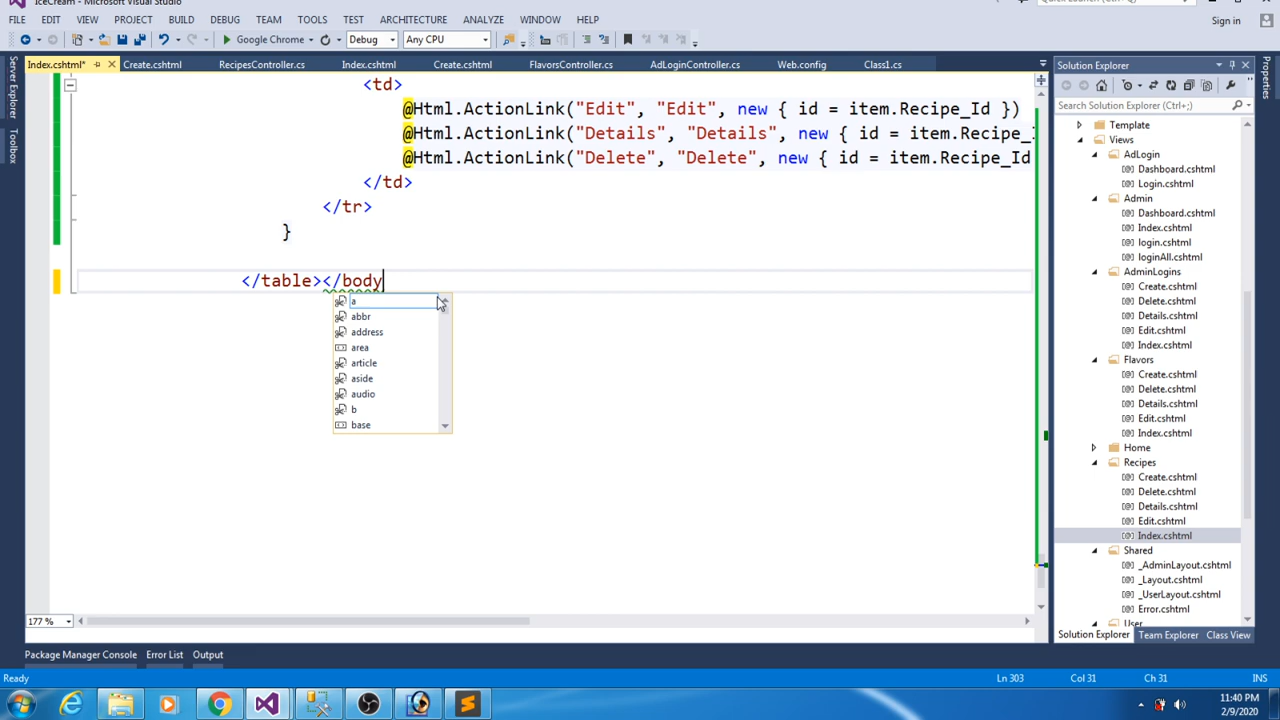 IceCream - Microsoft Visual Studio
FILE EDIT VIEW PROJECT BUILD DEBUG TEAM TOOLS TEST ARCHITECTURE ANALYZE WINDOW HELP Sign in
Google Chrome Debug Any CPU
Index.cshtml* Create.cshtml RecipesController.cs Index.cshtml Create.cshtml FlavorsController.cs AdLoginController.cs Web.config Class1.cs
Server Explorer
Toolbox
<td>
@Html.ActionLink("Edit", "Edit", new { id = item.Recipe_Id })
@Html.ActionLink("Details", "Details", new { id = item.Recipe_
@Html.ActionLink("Delete", "Delete", new { id = item.Recipe_Id
</td>
</tr>
}
</table></body
a
abbr
address
area
article
aside
audio
b
base
177 %
Solution Explorer
Search Solution Explorer (Ctrl+;)
Template
Views
AdLogin
Dashboard.cshtml
Login.cshtml
Admin
Dashboard.cshtml
Index.cshtml
login.cshtml
loginAll.cshtml
AdminLogins
Create.cshtml
Delete.cshtml
Details.cshtml
Edit.cshtml
Index.cshtml
Flavors
Create.cshtml
Delete.cshtml
Details.cshtml
Edit.cshtml
Index.cshtml
Home
Recipes
Create.cshtml
Delete.cshtml
Details.cshtml
Edit.cshtml
Index.cshtml
Shared
_AdminLayout.cshtml
_Layout.cshtml
_UserLayout.cshtml
Error.cshtml
User
Solution Explorer Team Explorer Class View
Properties
Package Manager Console Error List Output
Ready Ln 303 Col 31 Ch 31 INS
11:40 PM
2/9/2020